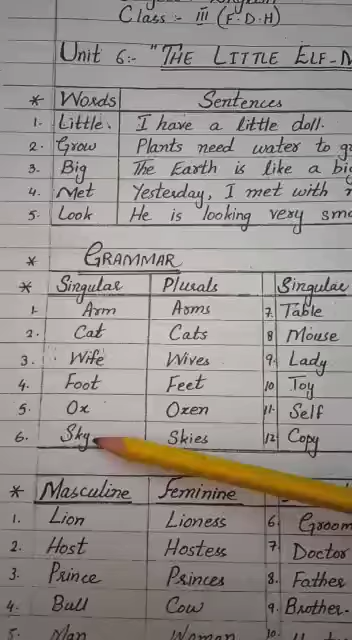 Class :- III (F.D.H)
Unit 6:- "THE LITTLE ELF
* Words Sentences
1. Little. I have a little doll.
2. Grow Plants need water to
3. Big The Earth is like a
4. Met Yesterday, I met with
5. Look He is looking very
* GRAMMAR
* Singular Plurals Singular
1. Arm Arms 7. Table
2. Cat Cats 8 Mouse
3. Wife Wives 9. Lady
4. Foot Feet 10 Toy
5. Ox Oxen 11. Self
6. Sky Skies 12 Copy
* Masculine Feminine
1. Lion Lioness 6. Groom
2. Host Hostess 7. Doctor
3. Prince Princes 8. Father
4. Bull Cow 9. Brother-
5. Man Woman 10.